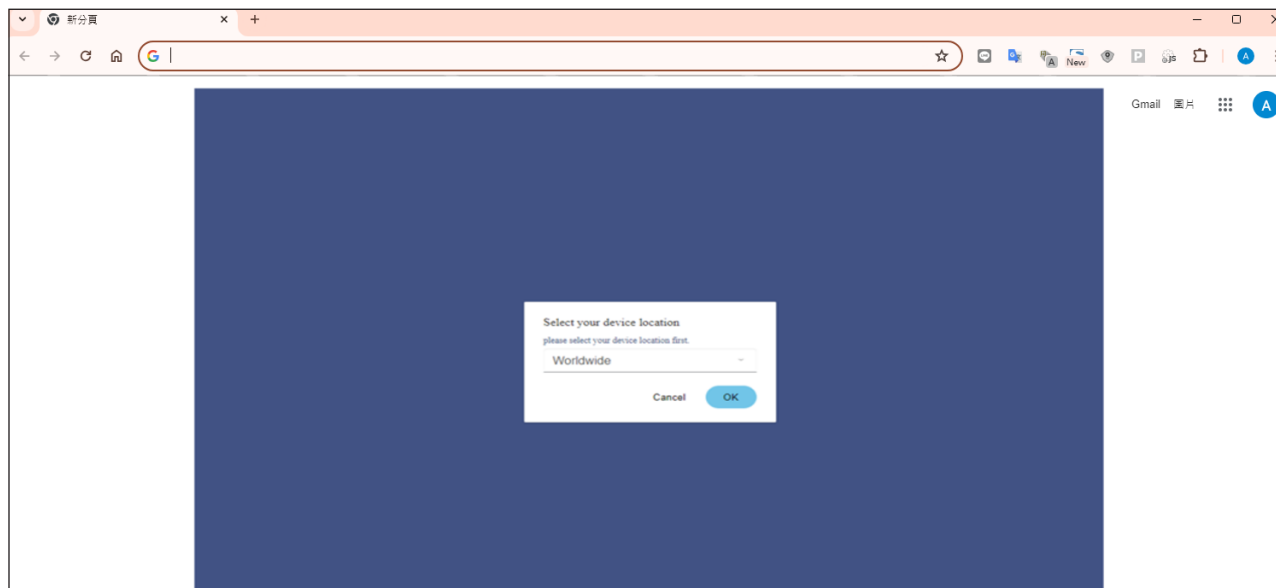 新分頁
New
Gmail 圖片
A
Select your device location
please select your device location first.
Worldwide
Cancel OK